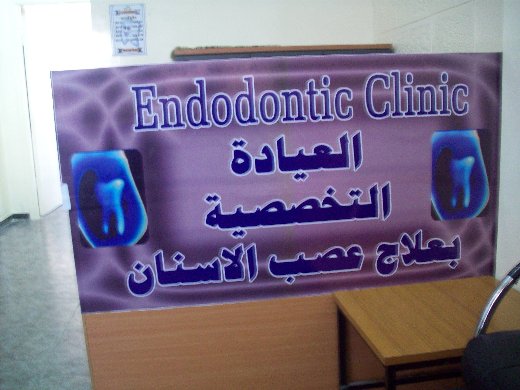 Endodontic Clinic
العيادة
التخصصية
بعلاج عصب الاسنان